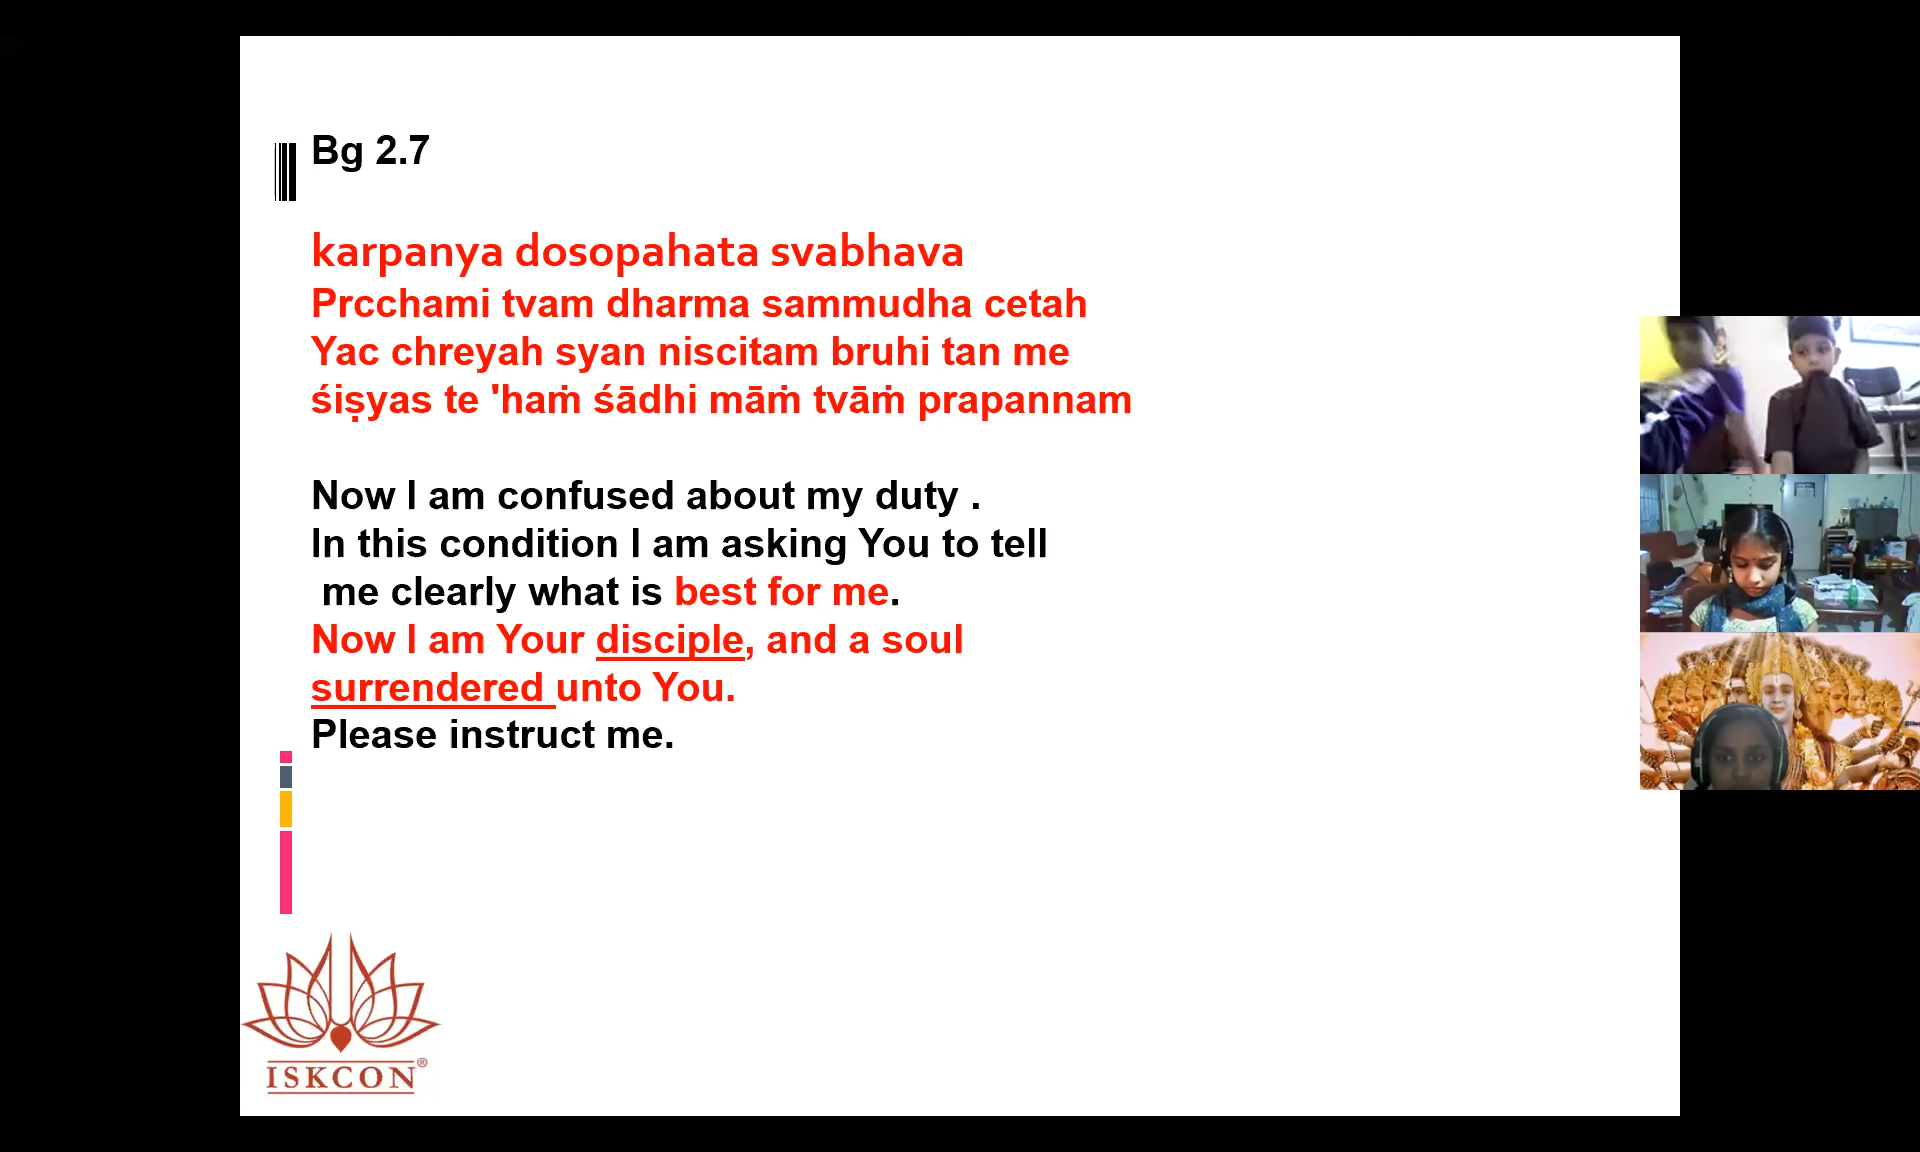 Bg 2.7
karpanya dosopahata svabhava
Prcchami tvam dharma sammudha cetah
Yac chreyah syan niscitam bruhi tan me
śiṣyas te 'haṁ śādhi māṁ tvāṁ prapannam
Now I am confused about my duty .
In this condition I am asking You to tell
me clearly what is best for me.
Now I am Your disciple, and a soul
surrendered unto You.
Please instruct me.
ISKCON®